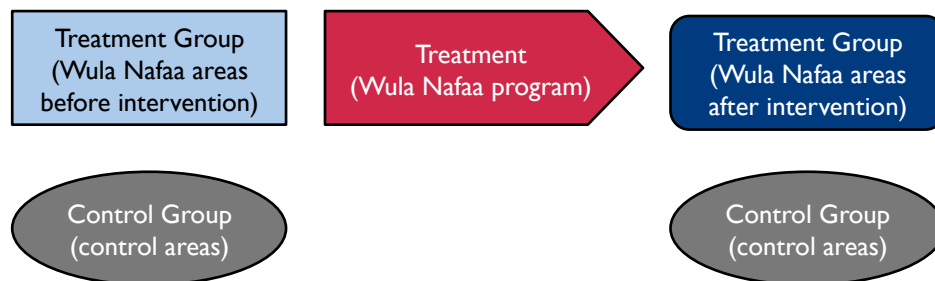 Treatment Group
(Wula Nafaa areas
before intervention)
Treatment
(Wula Nafaa program)
Treatment Group
(Wula Nafaa areas
after intervention)
Control Group
(control areas)
Control Group
(control areas)